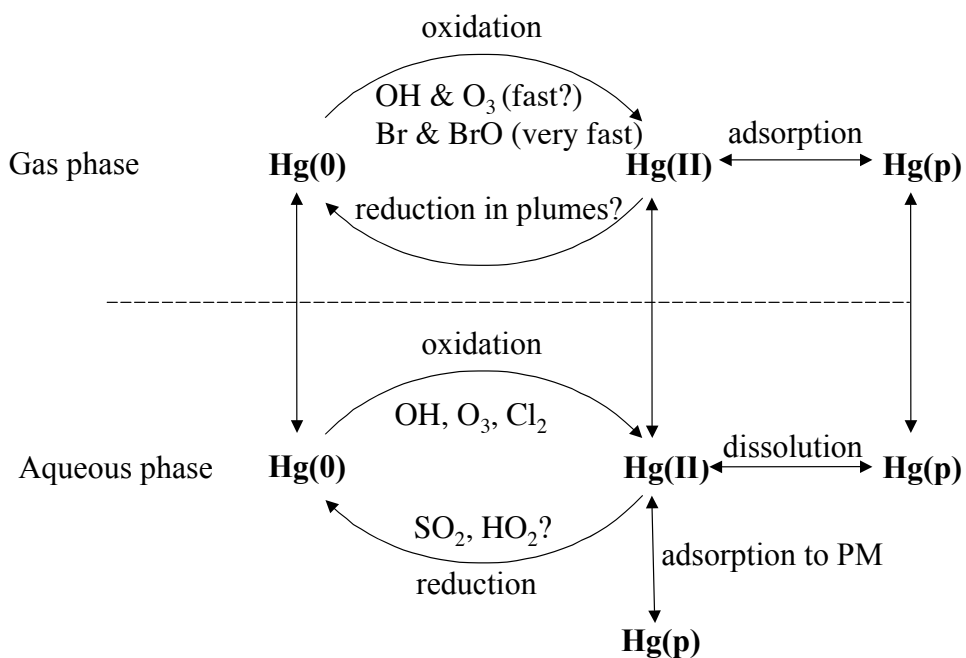 oxidation
OH & O₃ (fast?)
Br & BrO (very fast)
adsorption
Gas phase
Hg(0)
Hg(II)
Hg(p)
reduction in plumes?
oxidation
OH, O₃, Cl₂
dissolution
Aqueous phase
Hg(0)
Hg(II)
Hg(p)
SO₂, HO₂?
reduction
adsorption to PM
Hg(p)